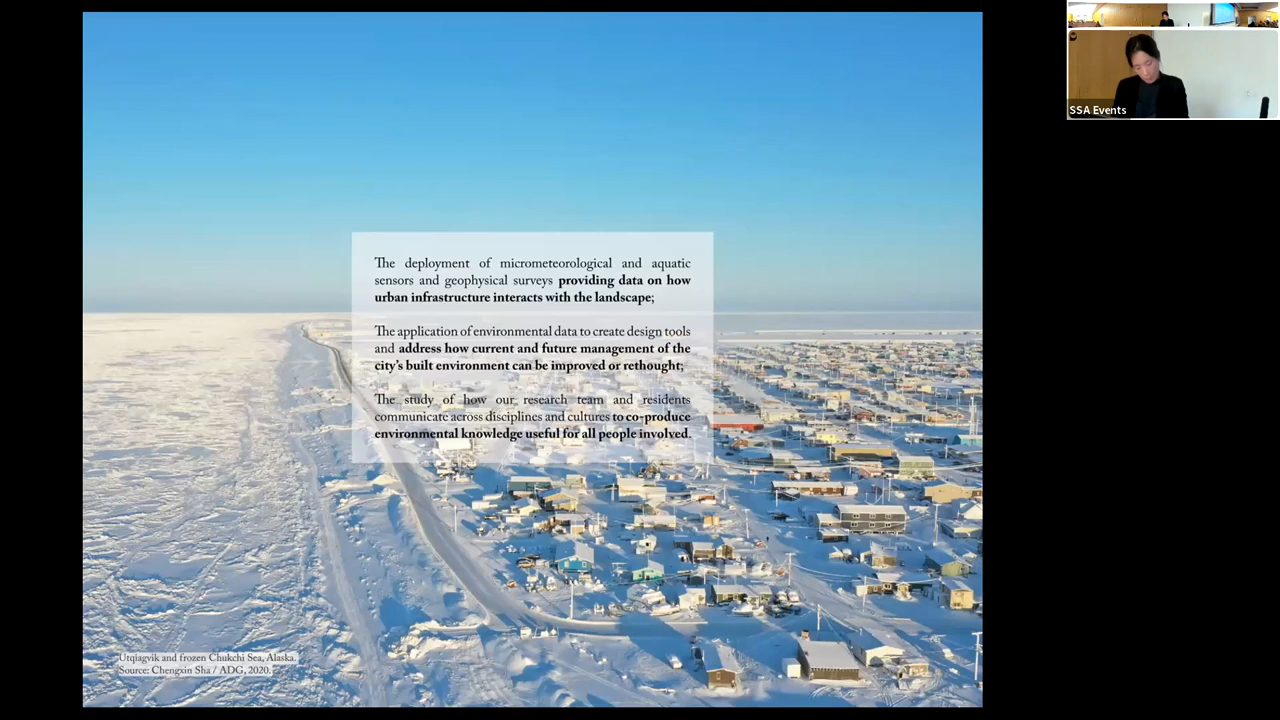 The deployment of micrometeorological and aquatic
sensors and geophysical surveys providing data on how
urban infrastructure interacts with the landscape;
The application of environmental data to create design tools
and address how current and future management of the
city's built environment can be improved or rethought;
The study of how our research team and residents
communicate across disciplines and cultures to co-produce
environmental knowledge useful for all people involved.
Utqiagvik and frozen Chukchi Sea, Alaska.
Source: Chengxin Sha / ADG, 2020.
SSA Events